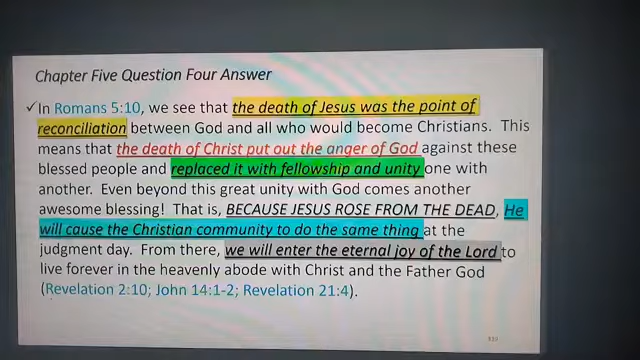 Chapter Five Question Four Answer
✓In Romans 5:10, we see that the death of Jesus was the point of
reconciliation between God and all who would become Christians. This
means that the death of Christ put out the anger of God against these
blessed people and replaced it with fellowship and unity one with
another. Even beyond this great unity with God comes another
awesome blessing! That is, BECAUSE JESUS ROSE FROM THE DEAD, He
will cause the Christian community to do the same thing at the
judgment day. From there, we will enter the eternal joy of the Lord to
live forever in the heavenly abode with Christ and the Father God
(Revelation 2:10; John 14:1-2; Revelation 21:4).